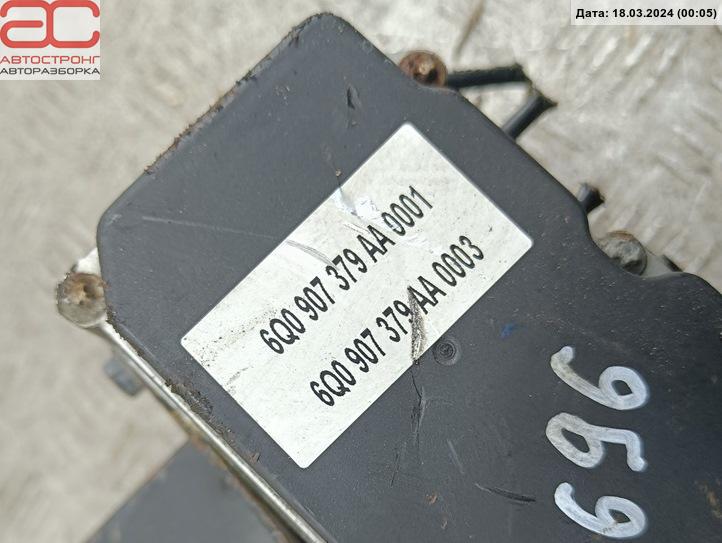 АС
АВТОСТРОНГ
АВТОРАЗБОРКА
Дата: 18.03.2024 (00:05)
6Q0 907 379 AA 0001
6Q0 907 379 AA 0003
696